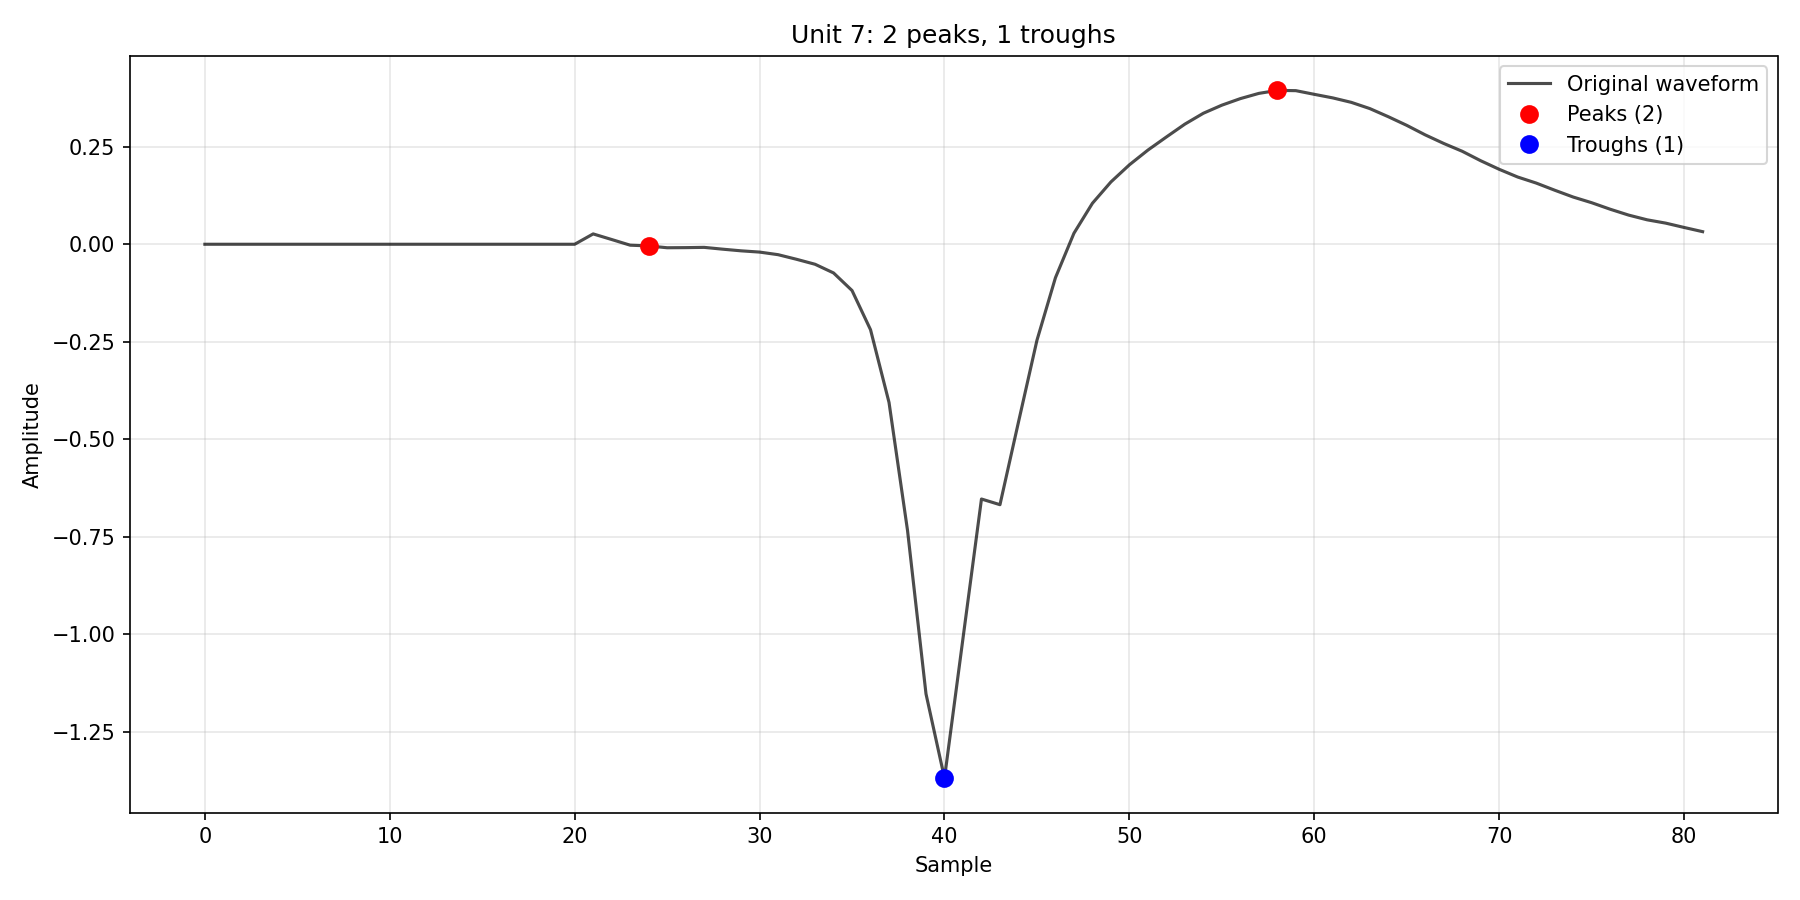 Unit 7: 2 peaks, 1 troughs
Original waveform
Peaks (2)
Troughs (1)
0.25
0.00
−0.25
−0.50
−0.75
−1.00
−1.25
Amplitude
0 10 20 30 40 50 60 70 80
Sample